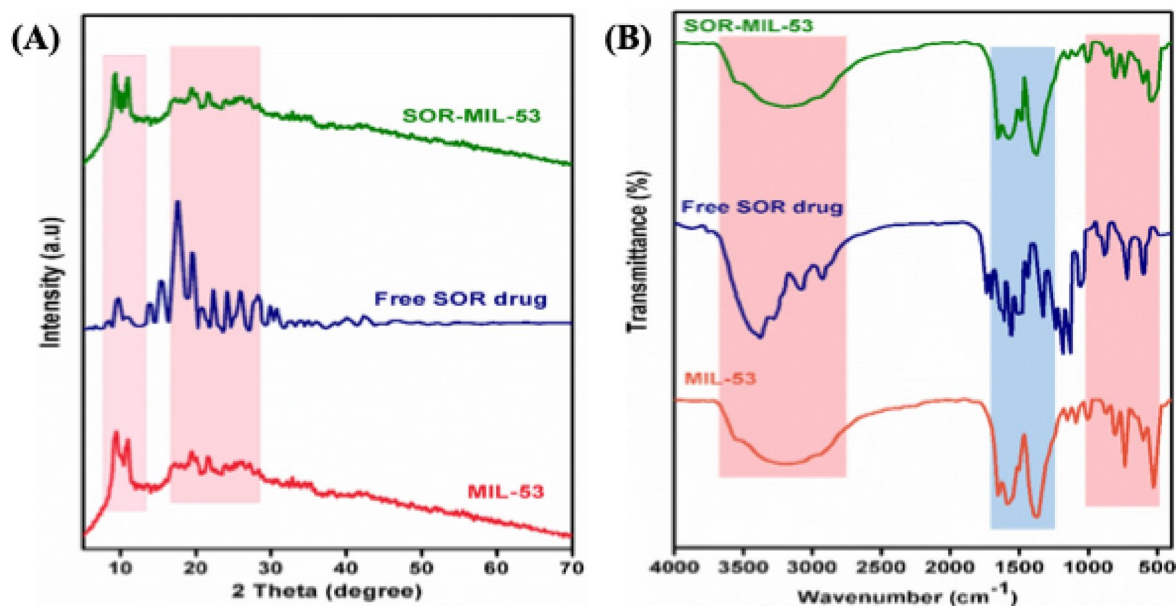 (A)
SOR-MIL-53
Free SOR drug
MIL-53
Intensity (a.u)
10 20 30 40 50 60 70
2 Theta (degree)
(B)
SOR-MIL-53
Free SOR drug
MIL-53
Transmittance (%)
4000 3500 3000 2500 2000 1500 1000 500
Wavenumber (cm⁻¹)